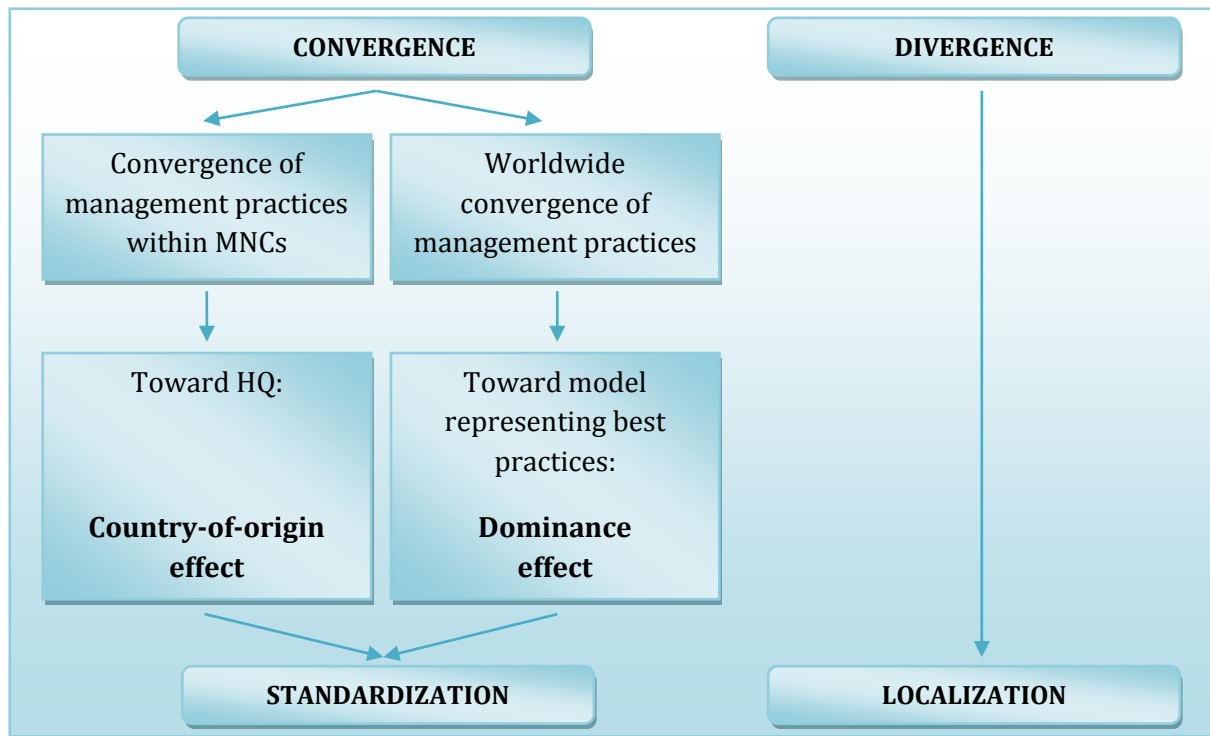 CONVERGENCE
DIVERGENCE
Convergence of
management practices
within MNCs
Worldwide
convergence of
management practices
Toward HQ:
Country-of-origin
effect
Toward model
representing best
practices:
Dominance
effect
STANDARDIZATION
LOCALIZATION